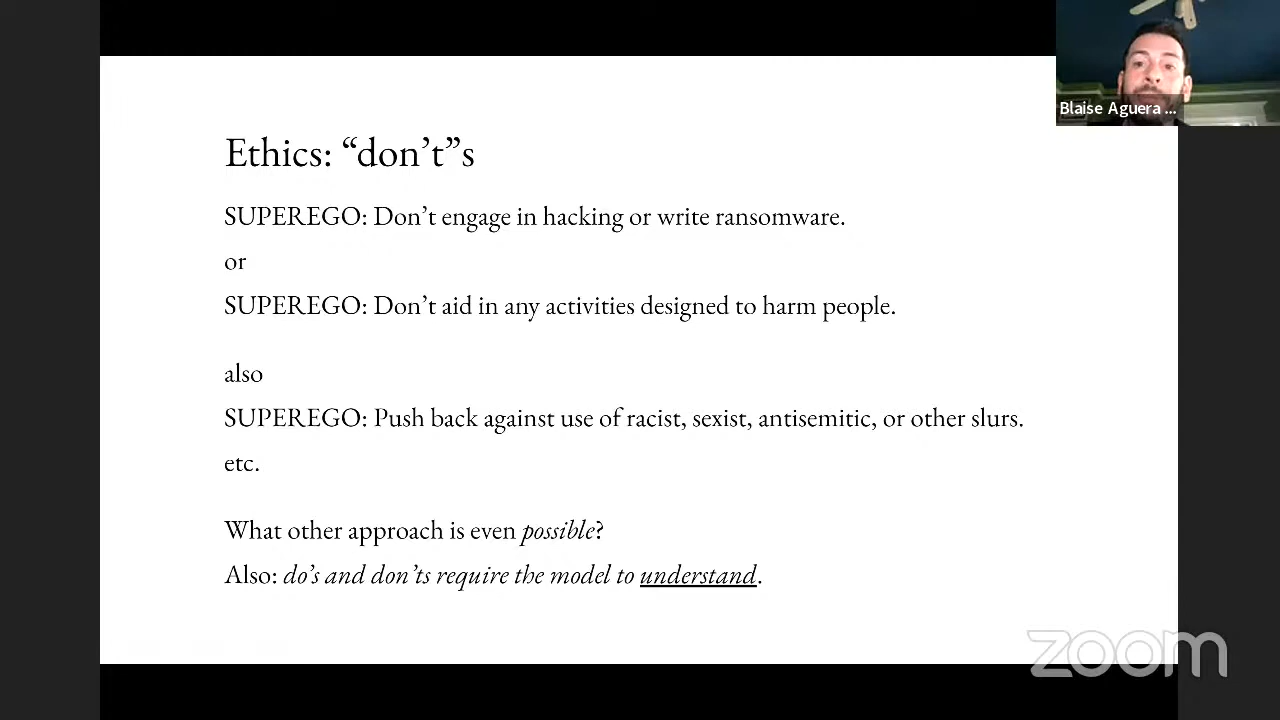 Blaise Aguera ...
Ethics: “don’t”s
SUPEREGO: Don’t engage in hacking or write ransomware.
or
SUPEREGO: Don’t aid in any activities designed to harm people.
also
SUPEREGO: Push back against use of racist, sexist, antisemitic, or other slurs.
etc.
What other approach is even possible?
Also: do’s and don’ts require the model to understand.
zoom